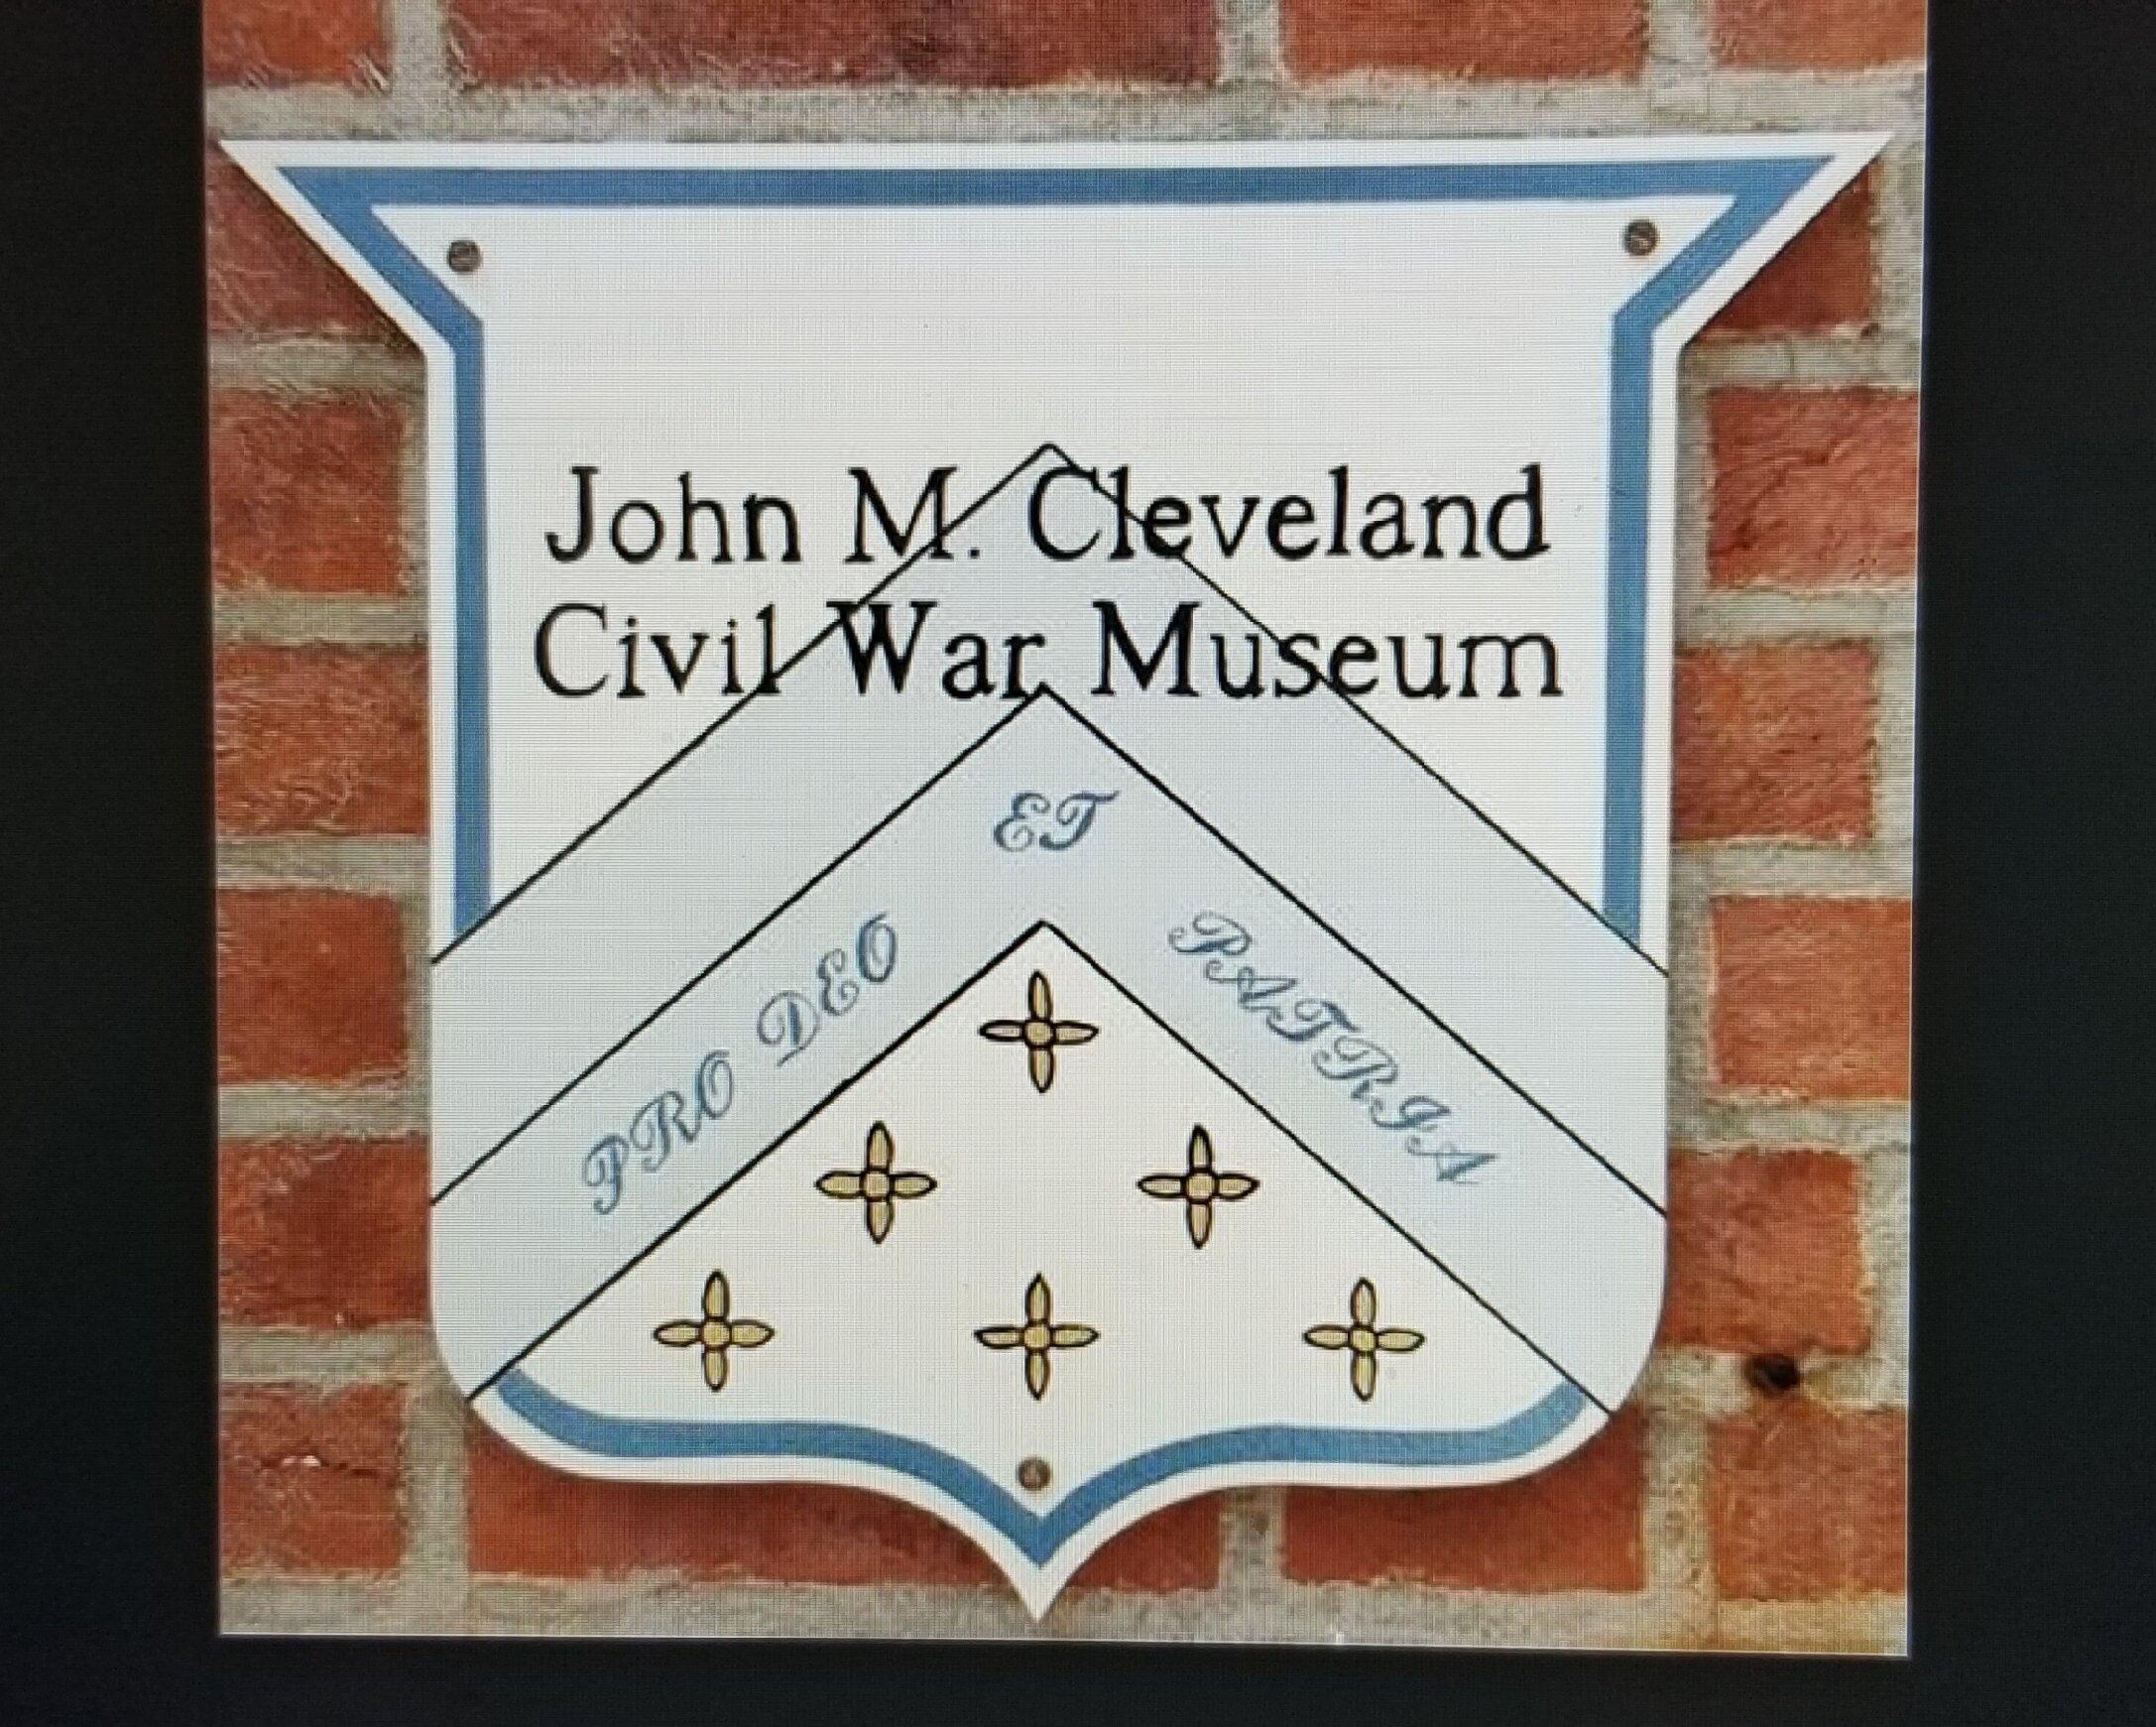 John M. Cleveland
Civil War Museum
PRO DEO ET PATRIA